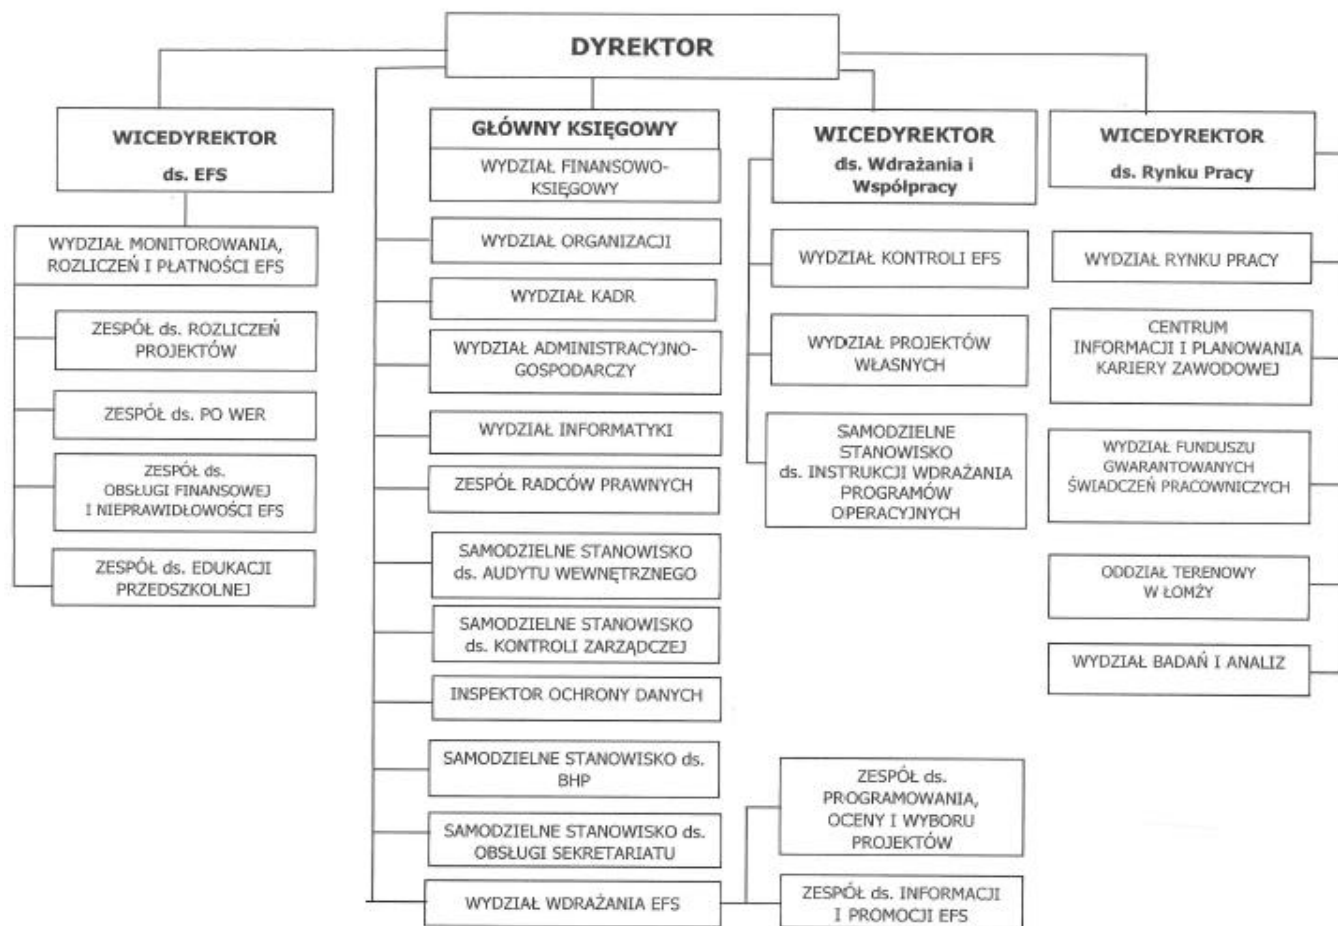 DYREKTOR
WICEDYREKTOR
ds. EFS
WYDZIAŁ MONITOROWANIA,
ROZLICZEŃ I PŁATNOŚCI EFS
ZESPÓŁ ds. ROZLICZEŃ
PROJEKTÓW
ZESPÓŁ ds. PO WER
ZESPÓŁ ds.
OBSŁUGI FINANSOWEJ
I NIEPRAWIDŁOWOŚCI EFS
ZESPÓŁ ds. EDUKACJI
PRZEDSZKOLNEJ
GŁÓWNY KSIĘGOWY
WYDZIAŁ FINANSOWO-
KSIĘGOWY
WYDZIAŁ ORGANIZACJI
WYDZIAŁ KADR
WYDZIAŁ ADMINISTRACYJNO-
GOSPODARCZY
WYDZIAŁ INFORMATYKI
ZESPÓŁ RADCÓW PRAWNYCH
SAMODZIELNE STANOWISKO
ds. AUDYTU WEWNĘTRZNEGO
SAMODZIELNE STANOWISKO
ds. KONTROLI ZARZĄDCZEJ
INSPEKTOR OCHRONY DANYCH
SAMODZIELNE STANOWISKO ds.
BHP
SAMODZIELNE STANOWISKO ds.
OBSŁUGI SEKRETARIATU
WYDZIAŁ WDRAŻANIA EFS
ZESPÓŁ ds.
PROGRAMOWANIA,
OCENY I WYBORU
PROJEKTÓW
ZESPÓŁ ds. INFORMACJI
I PROMOCJI EFS
WICEDYREKTOR
ds. Wdrażania i
Współpracy
WYDZIAŁ KONTROLI EFS
WYDZIAŁ PROJEKTÓW
WŁASNYCH
SAMODZIELNE
STANOWISKO
ds. INSTRUKCJI WDRAŻANIA
PROGRAMÓW
OPERACYJNYCH
WICEDYREKTOR
ds. Rynku Pracy
WYDZIAŁ RYNKU PRACY
CENTRUM
INFORMACJI I PLANOWANIA
KARIERY ZAWODOWEJ
WYDZIAŁ FUNDUSZU
GWARANTOWANYCH
ŚWIADCZEŃ PRACOWNICZYCH
ODDZIAŁ TERENOWY
W ŁOMŻY
WYDZIAŁ BADAŃ I ANALIZ